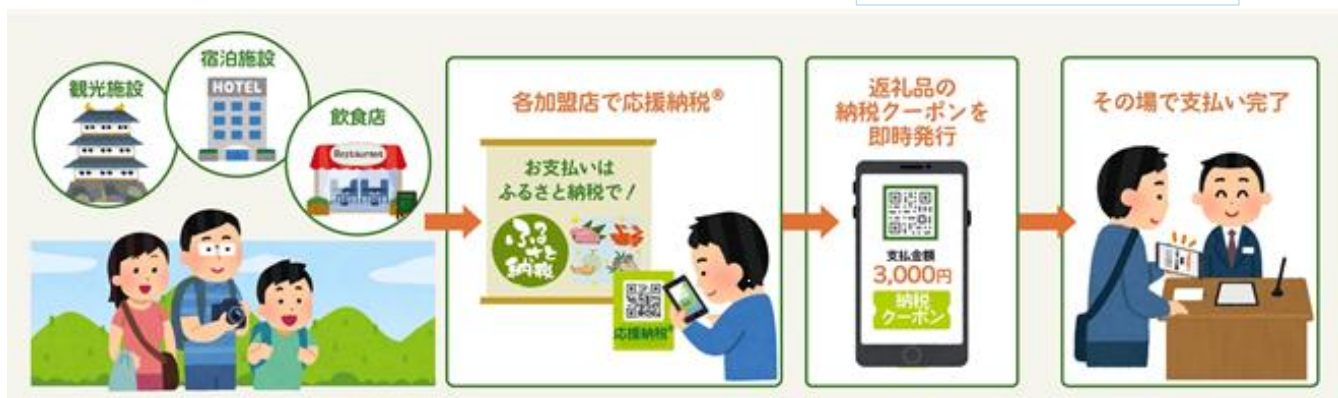 観光施設
宿泊施設
HOTEL
飲食店
Restaurant
各加盟店で応援納税®
お支払いは
ふるさと納税で！
ふる
さと
納税
応援納税®
返礼品の
納税クーポンを
即時発行
支払金額
3,000円
納税
クーポン
その場で支払い完了